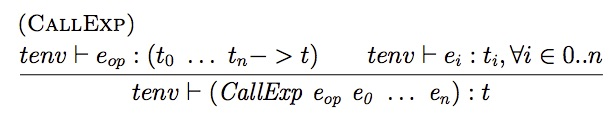 (CALLEXP)
tenv ⊢ e_op : (t_0 … t_n− > t) tenv ⊢ e_i : t_i, ∀i ∈ 0..n
tenv ⊢ (CallExp e_op e_0 … e_n) : t